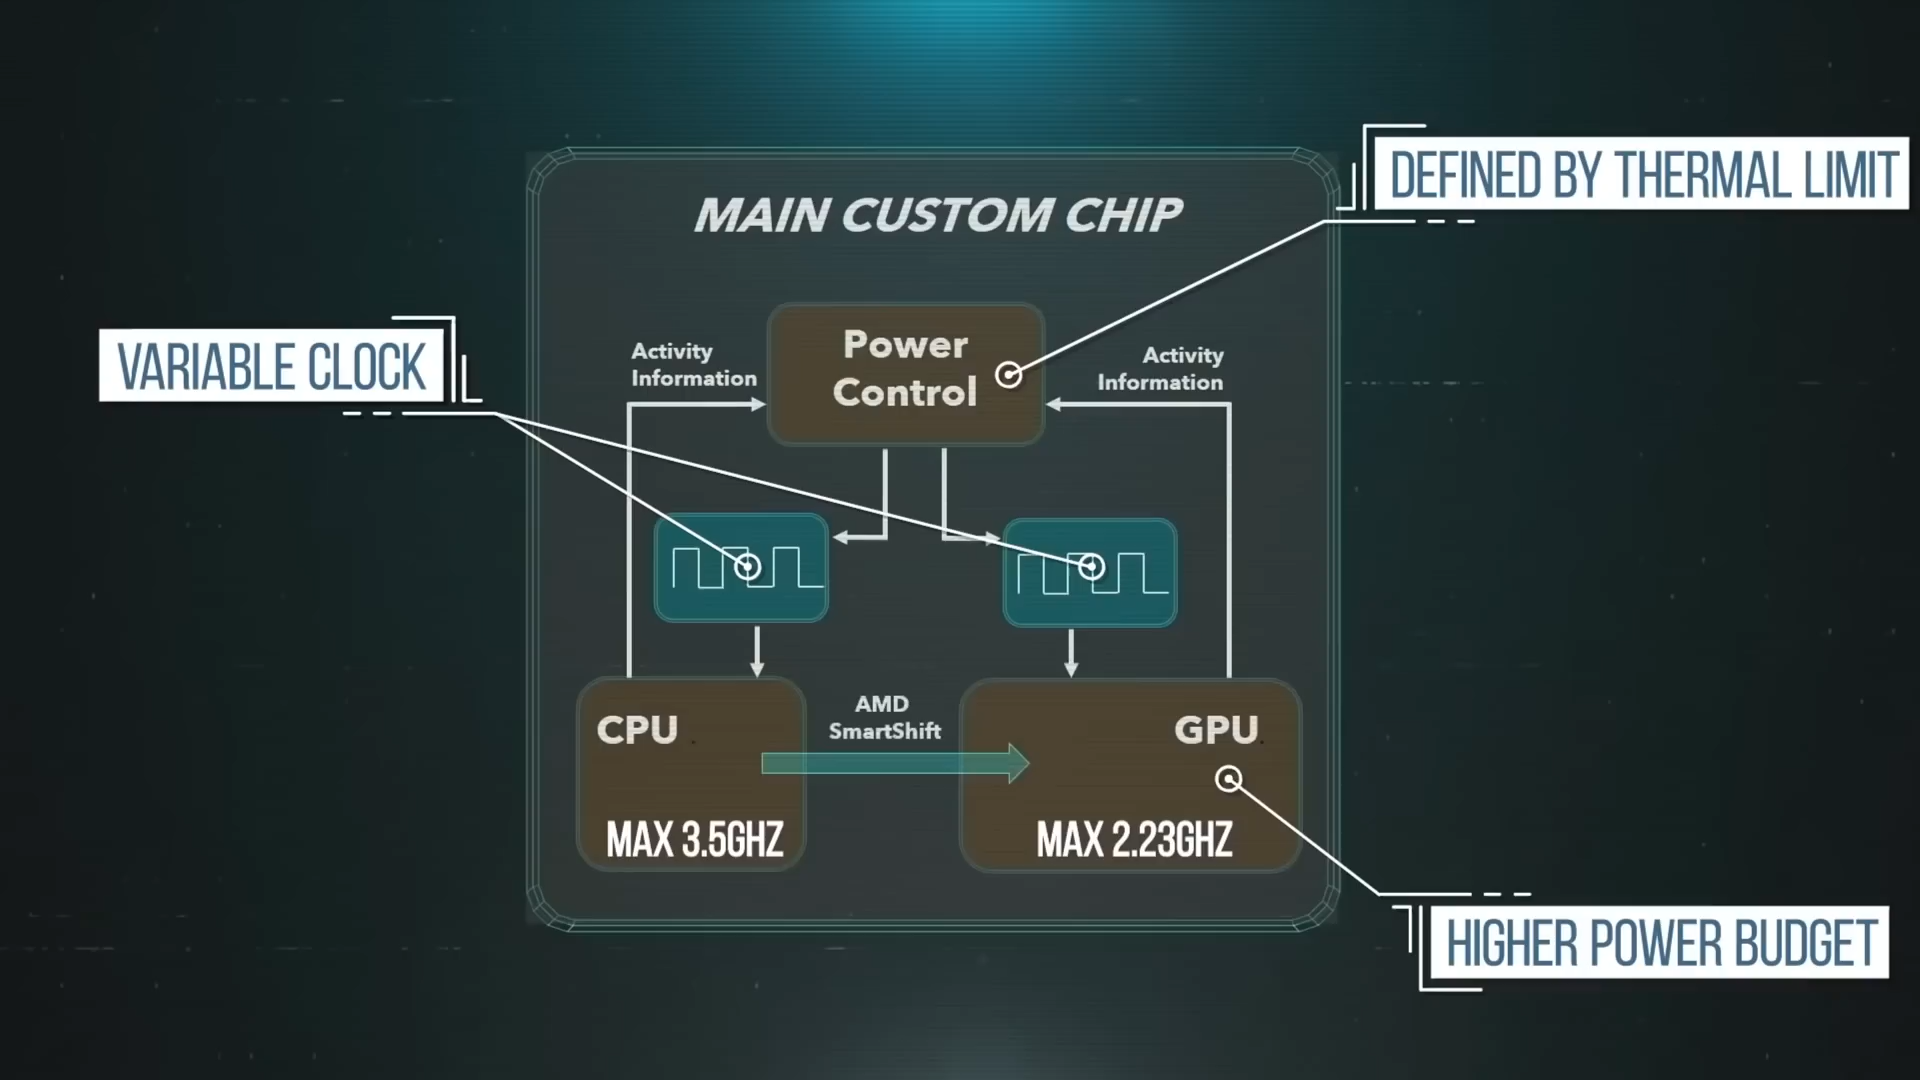 DEFINED BY THERMAL LIMIT
MAIN CUSTOM CHIP
VARIABLE CLOCK
Activity
Information
Power
Control
Activity
Information
AMD
SmartShift
CPU
MAX 3.5GHZ
GPU
MAX 2.23GHZ
HIGHER POWER BUDGET